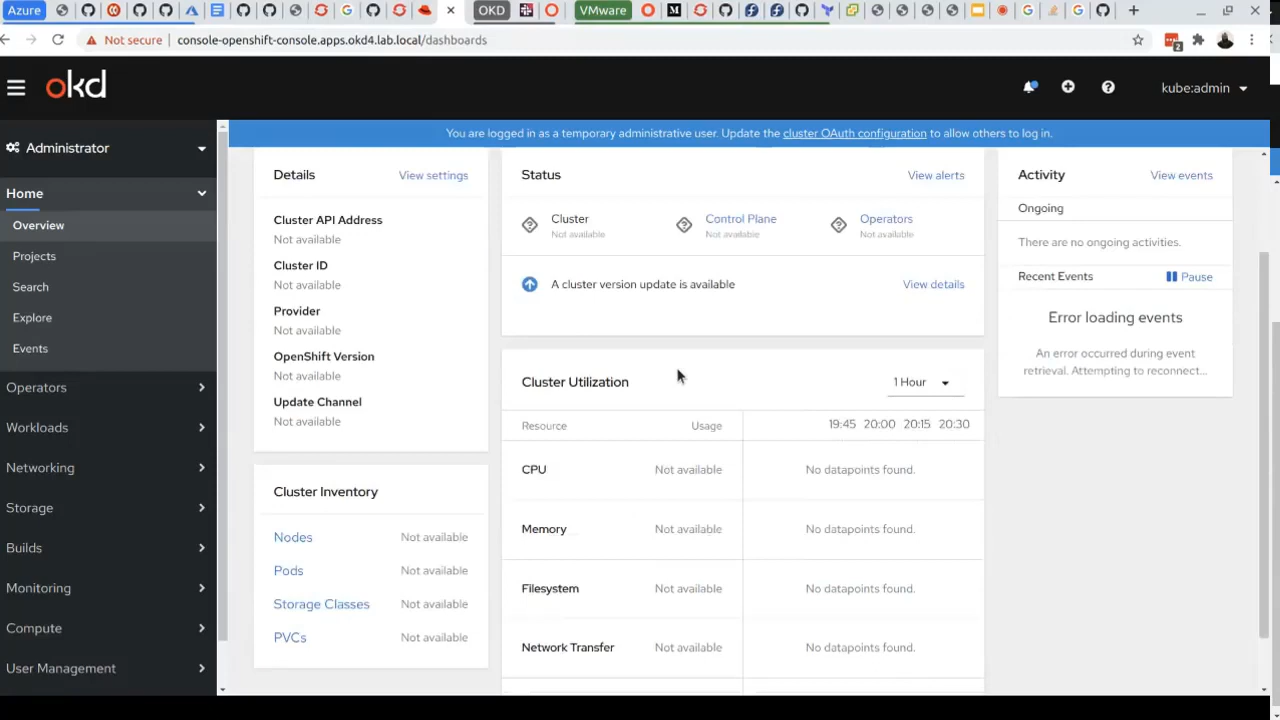 Azure
OKD
VMware
Not secure
console-openshift-console.apps.okd4.lab.local/dashboards
2
okd
kube:admin
You are logged in as a temporary administrative user. Update the cluster OAuth configuration to allow others to log in.
Administrator
Home
Overview
Projects
Search
Explore
Events
Operators
Workloads
Networking
Storage
Builds
Monitoring
Compute
User Management
Details
View settings
Cluster API Address
Not available
Cluster ID
Not available
Provider
Not available
OpenShift Version
Not available
Update Channel
Not available
Cluster Inventory
Nodes Not available
Pods Not available
Storage Classes Not available
PVCs Not available
Status
View alerts
Cluster
Not available
Control Plane
Not available
Operators
Not available
A cluster version update is available
View details
Cluster Utilization
1 Hour
Resource Usage 19:45 20:00 20:15 20:30
CPU Not available No datapoints found.
Memory Not available No datapoints found.
Filesystem Not available No datapoints found.
Network Transfer Not available No datapoints found.
Activity
View events
Ongoing
There are no ongoing activities.
Recent Events
Pause
Error loading events
An error occurred during event
retrieval. Attempting to reconnect...